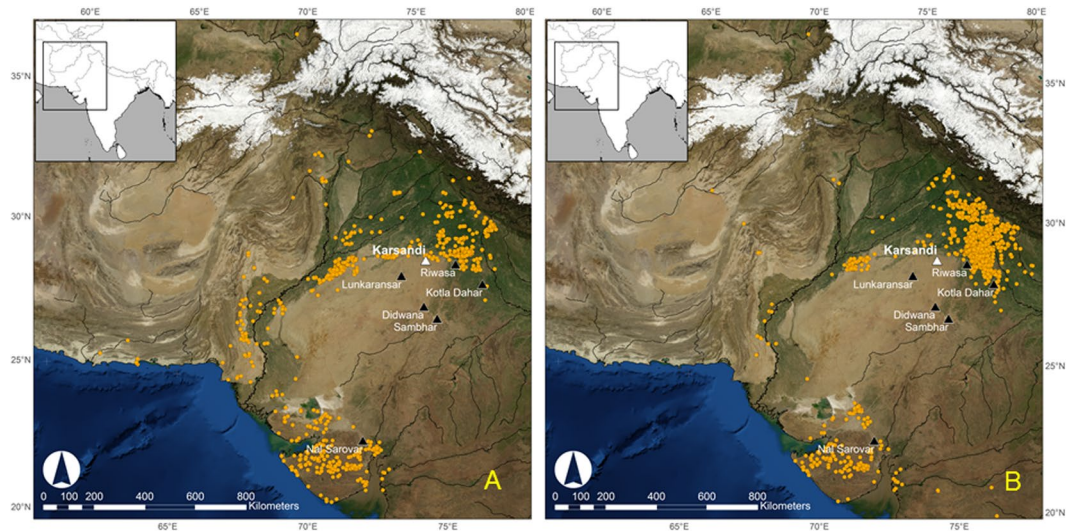 60°E 65°E 70°E 75°E 60°E 65°E 70°E 75°E 80°E
35°N
35°N
30°N
30°N
Karsandi
Riwasa
Lunkaransar
Kotla Dahar
Didwana
Sambhar
Karsandi
Riwasa
Lunkaransar
Kotla Dahar
Didwana
Sambhar
25°N
25°N
Nal Sarovar
Nal Sarovar
A
B
0 100 200 400 600 800
Kilometers
0 100 200 400 600 800
Kilometers
20°N
20°N
65°E 70°E 75°E 65°E 70°E 75°E 80°E